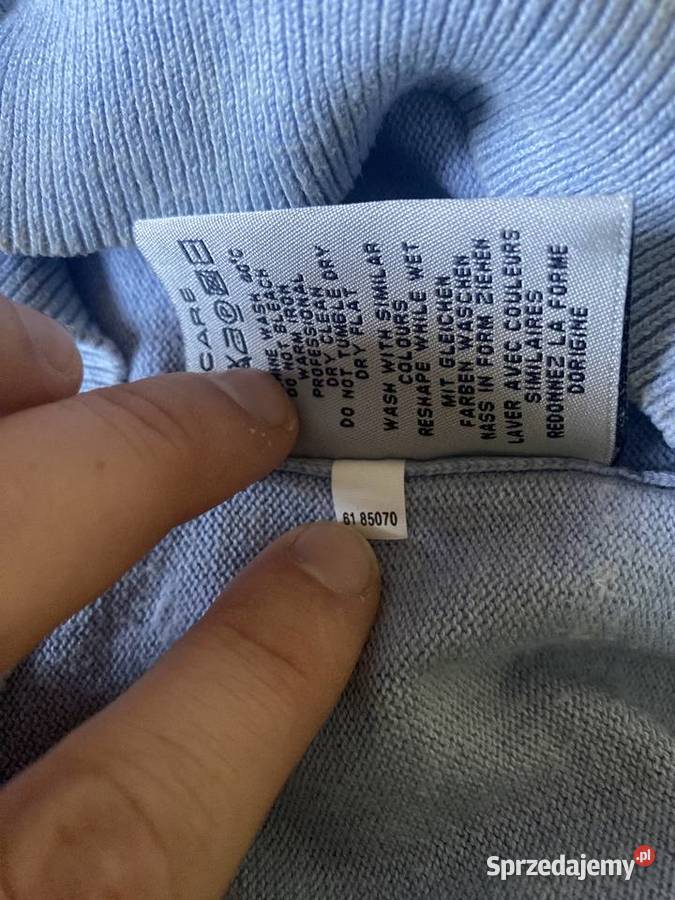 CARE
40°C
WASH
DO NOT BLEACH
WARM IRON
PROFESSIONAL
DRY CLEAN
DO NOT TUMBLE DRY
DRY FLAT
WASH WITH SIMILAR
COLOURS
RESHAPE WHILE WET
MIT GLEICHEN
FARBEN WASCHEN
NASS IN FORM ZIEHEN
LAVER AVEC COULEURS
SIMILAIRES
REDONNEZ LA FORME
DORIGINE
61 85070
Sprzedajemy.pl